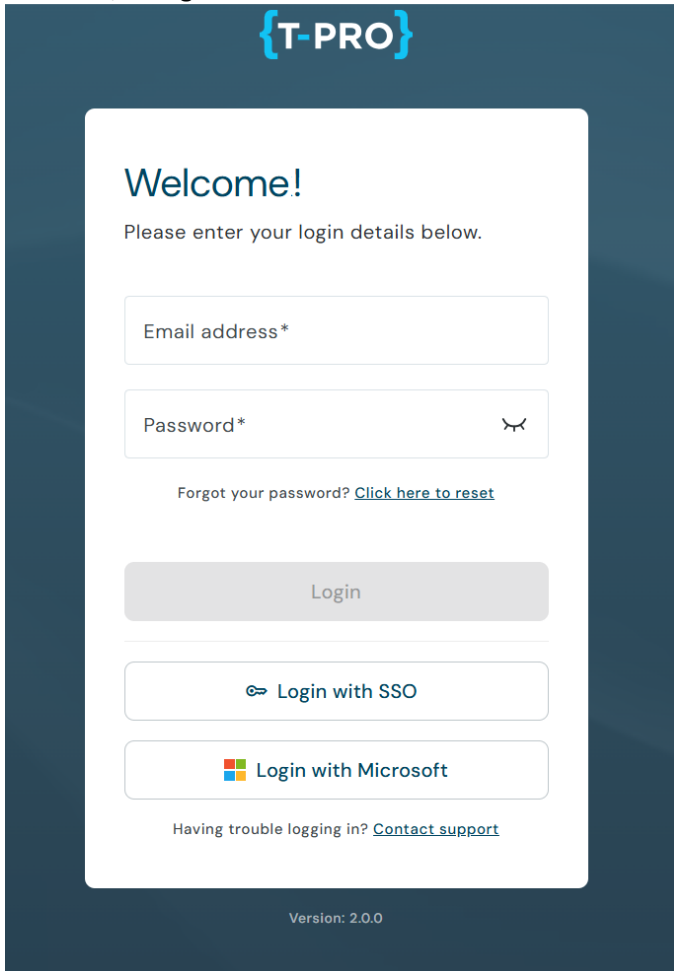 {T-PRO}
Welcome!
Please enter your login details below.
Email address*
Password*
Forgot your password? Click here to reset
Login
Login with SSO
Login with Microsoft
Having trouble logging in? Contact support
Version: 2.0.0